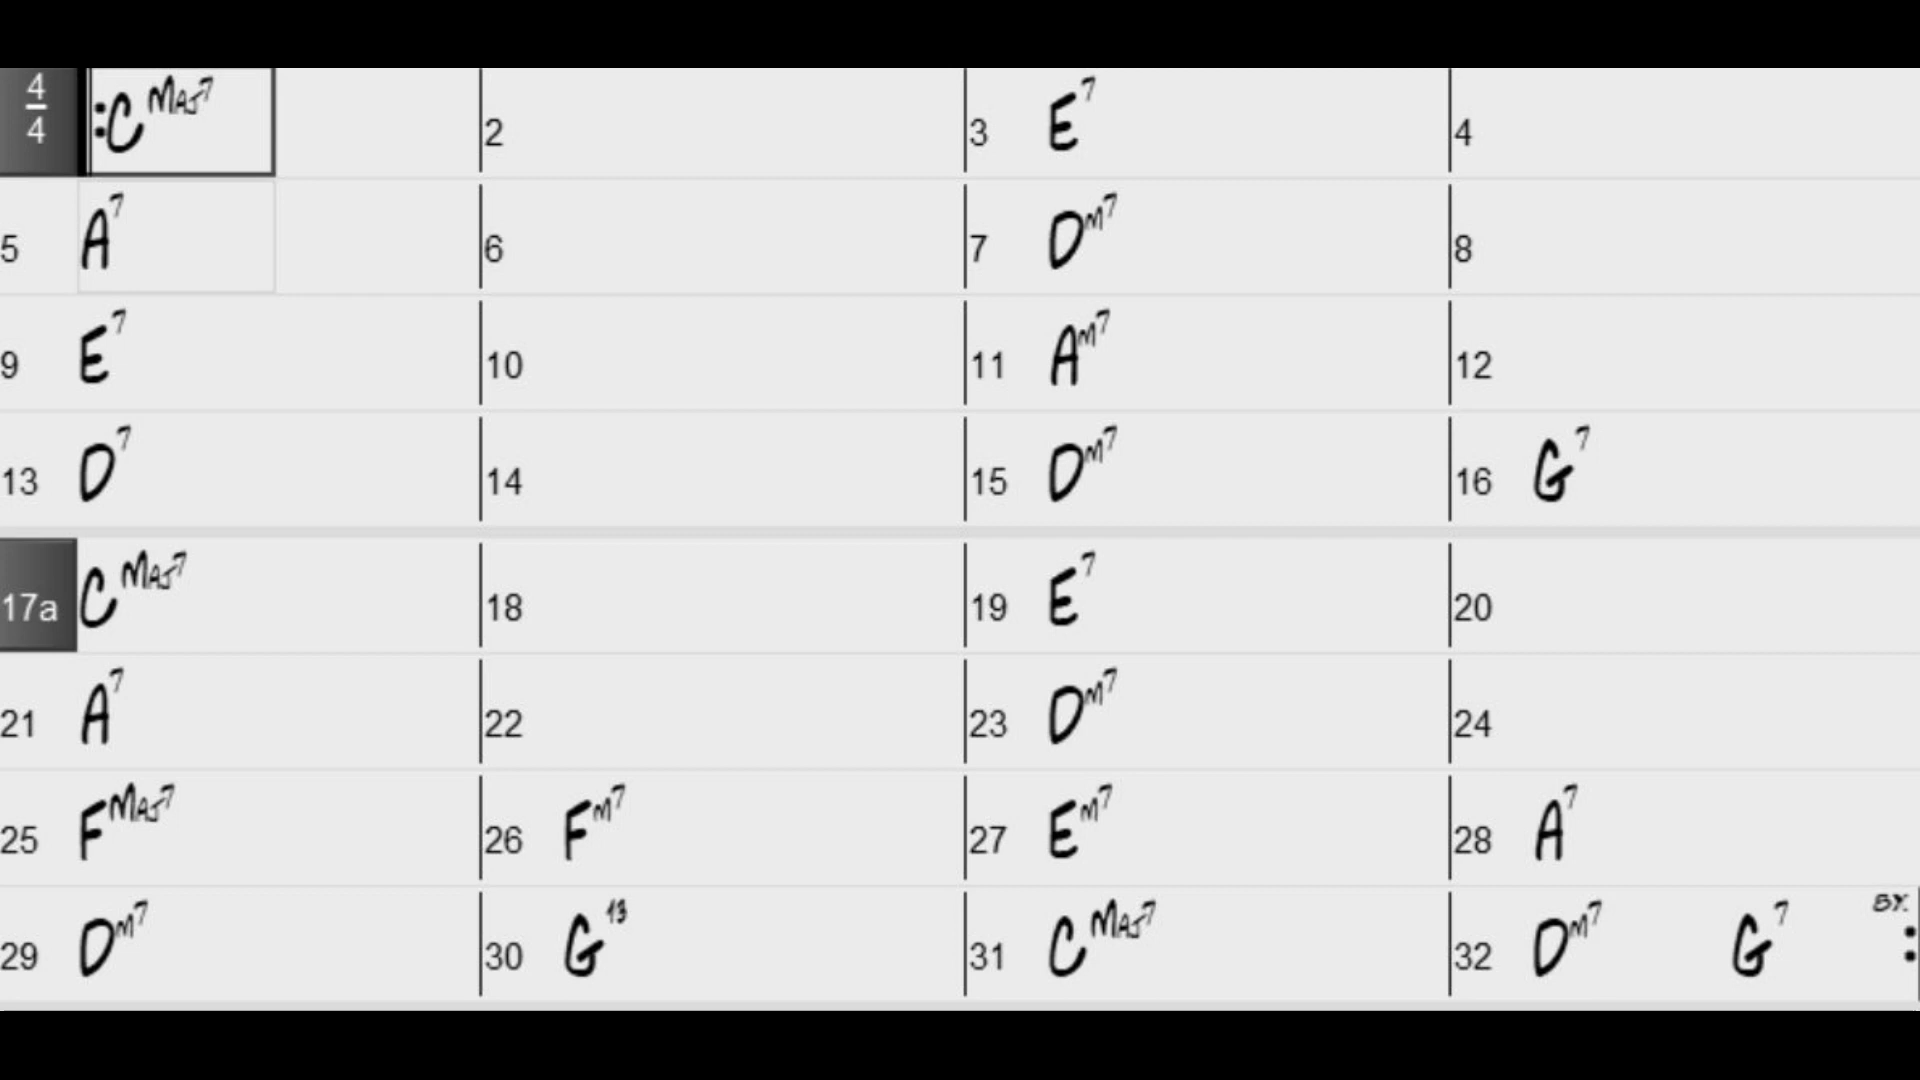 4/4 :C Maj7 2 3 E7 4
5 A7 6 7 Dm7 8
9 E7 10 11 Am7 12
13 D7 14 15 Dm7 16 G7
17a C Maj7 18 19 E7 20
21 A7 22 23 Dm7 24
25 F Maj7 26 Fm7 27 Em7 28 A7
29 Dm7 30 G13 31 C Maj7 32 Dm7 G7 :